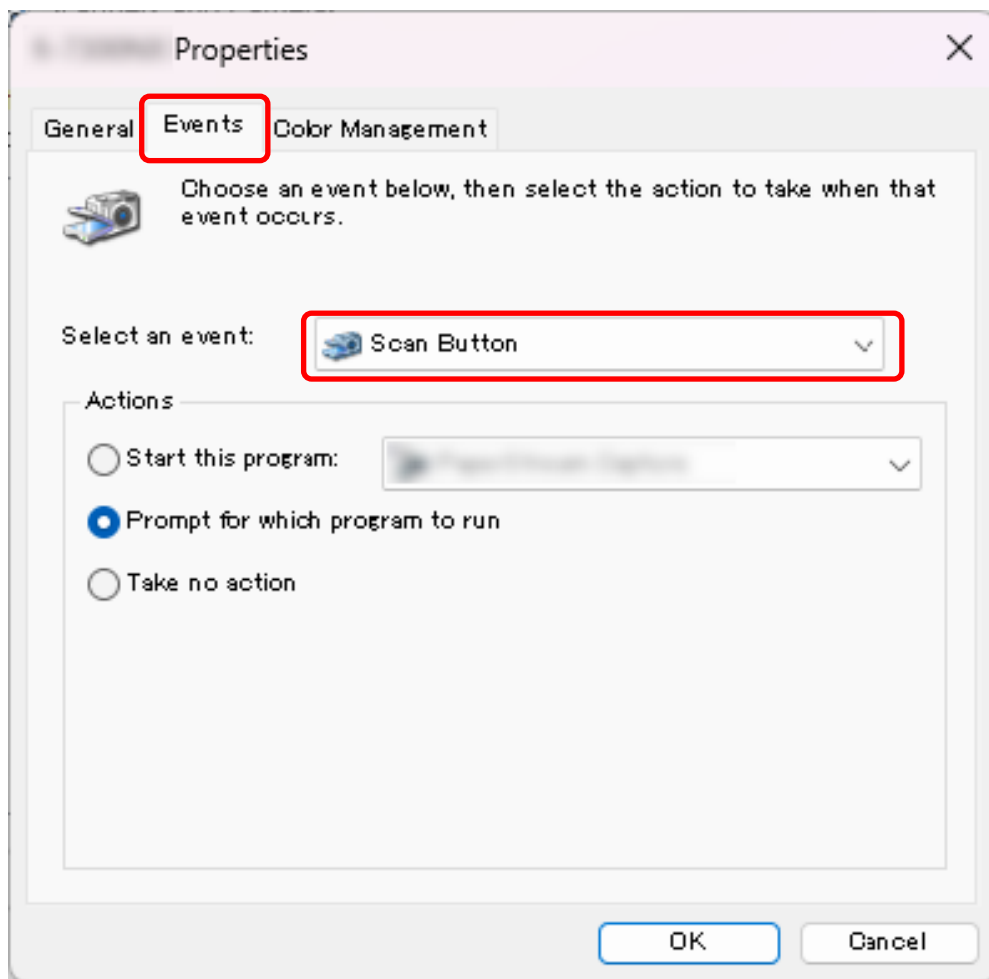 Properties
General
Events
Color Management
Choose an event below, then select the action to take when that
event occurs.
Select an event:
Scan Button
Actions
Start this program:
Prompt for which program to run
Take no action
OK
Cancel